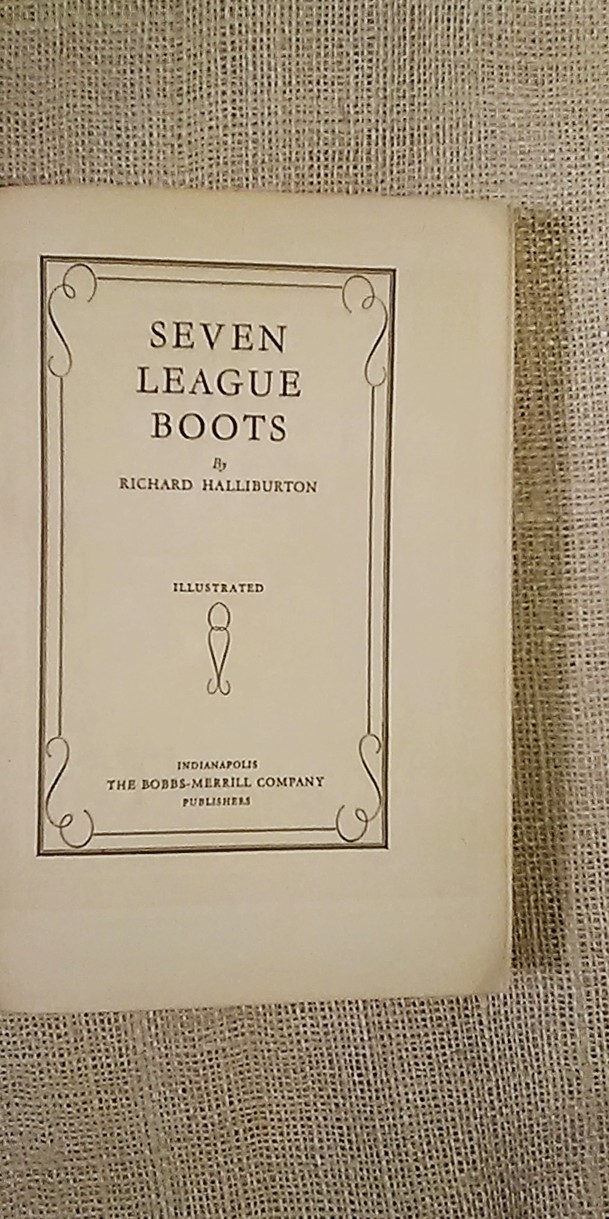 SEVEN
LEAGUE
BOOTS
By
RICHARD HALLIBURTON
ILLUSTRATED
INDIANAPOLIS
THE BOBBS-MERRILL COMPANY
PUBLISHERS